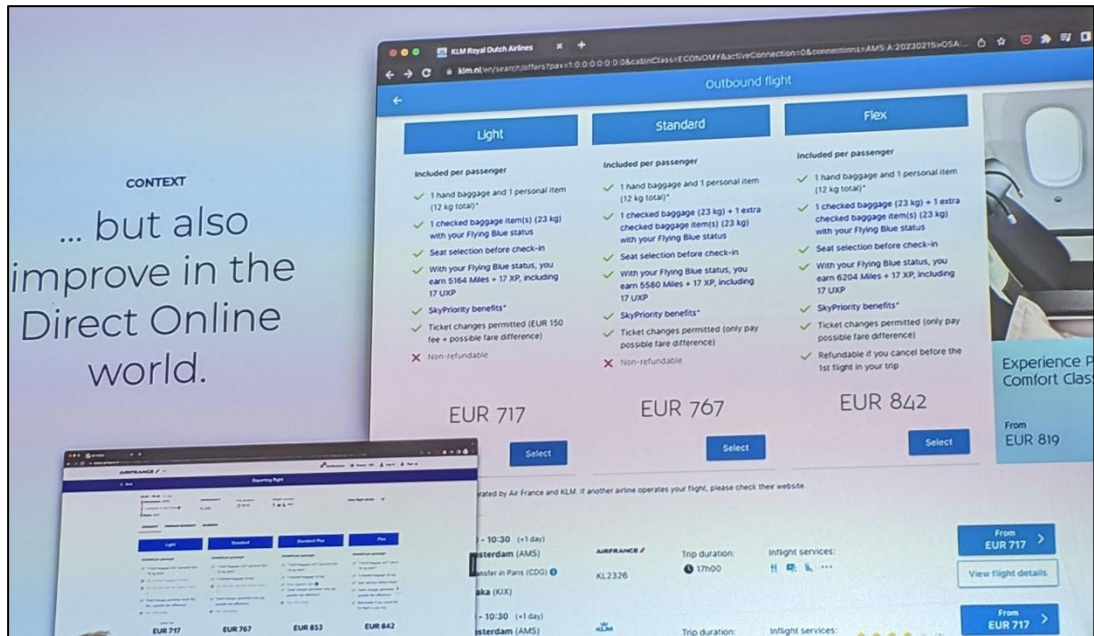 CONTEXT
... but also
improve in the
Direct Online
world.
KLM Royal Dutch Airlines
klm.nl/en/search/offers?pax=1:0:0:0:0:0:0:0&cabinClass=ECONOMY&activeConnection=0&connections=AMS:A:20230215>OSA:...
Outbound flight
Light
Included per passenger
1 hand baggage and 1 personal item
(12 kg total)*
1 checked baggage item(s) (23 kg)
with your Flying Blue status
Seat selection before check-in
With your Flying Blue status, you
earn 5164 Miles + 17 XP, including
17 UXP
SkyPriority benefits*
Ticket changes permitted (EUR 150
fee + possible fare difference)
Non-refundable
EUR 717
Select
Standard
Included per passenger
1 hand baggage and 1 personal item
(12 kg total)*
1 checked baggage (23 kg) + 1 extra
checked baggage item(s) (23 kg)
with your Flying Blue status
Seat selection before check-in
With your Flying Blue status, you
earn 5580 Miles + 17 XP, including
17 UXP
SkyPriority benefits*
Ticket changes permitted (only pay
possible fare difference)
Non-refundable
EUR 767
Select
Flex
Included per passenger
1 hand baggage and 1 personal item
(12 kg total)*
1 checked baggage (23 kg) + 1 extra
checked baggage item(s) (23 kg)
with your Flying Blue status
Seat selection before check-in
With your Flying Blue status, you
earn 6204 Miles + 17 XP, including
17 UXP
SkyPriority benefits*
Ticket changes permitted (only pay
possible fare difference)
Refundable if you cancel before the
1st flight in your trip
EUR 842
Select
Experience P
Comfort Clas
From
EUR 819
erated by Air France and KLM. If another airline operates your flight, please check their website.
- 10:30 (+1 day)
msterdam (AMS)
ansfer in Paris (CDG)
aka (KIX)
AIRFRANCE
KL2326
Trip duration:
17h00
Inflight services:
From
EUR 717
View flight details
- 10:30 (+1 day)
msterdam (AMS)
KLM
Trip duration:
Inflight services:
From
EUR 717
AIRFRANCE
Departing flight
Light
Standard
Standard Plus
Flex
EUR 717
EUR 767
EUR 853
EUR 842